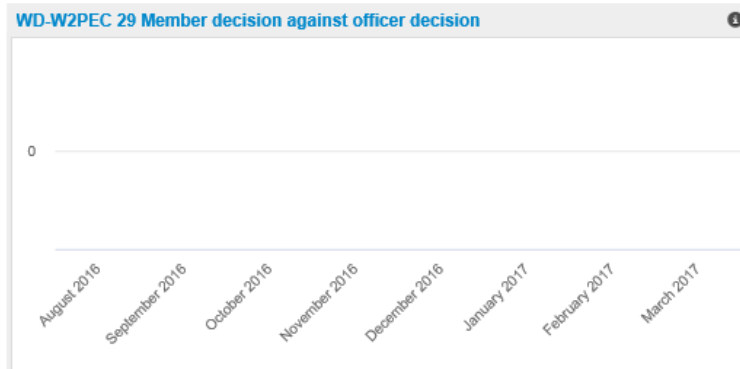 WD-W2PEC 29 Member decision against officer decision
0
August 2016
September 2016
October 2016
November 2016
December 2016
January 2017
February 2017
March 2017